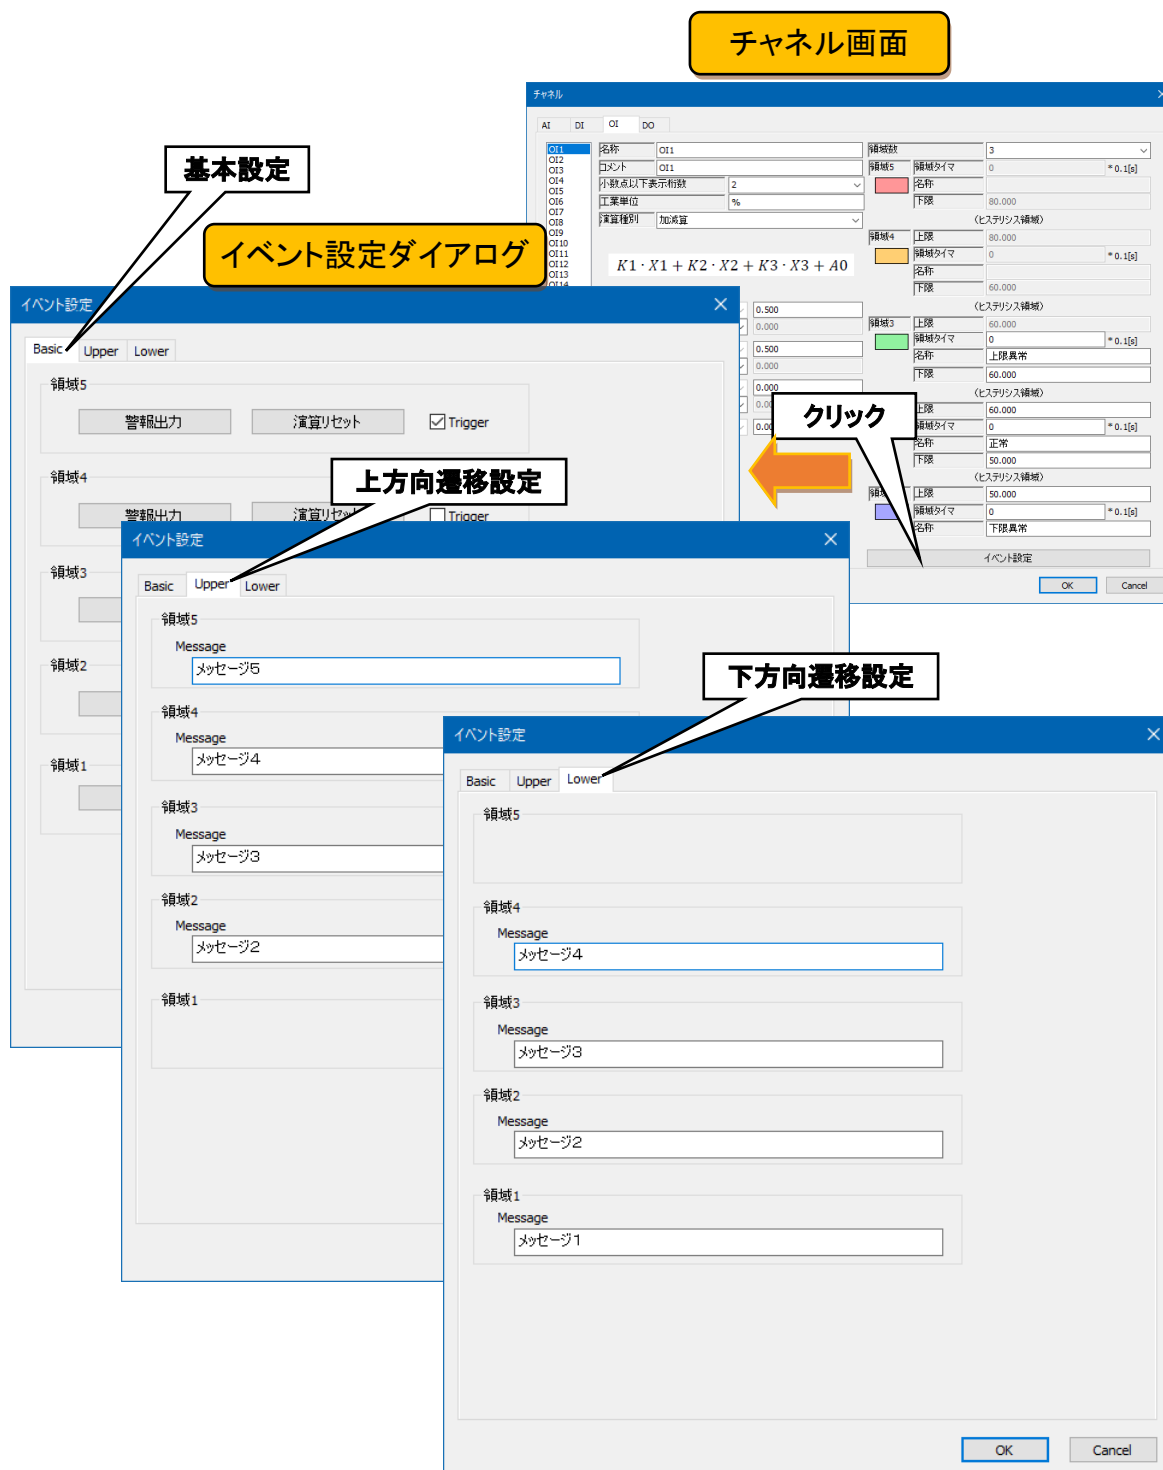 チャネル画面
チャネル
AI DI OI DO
OI1
OI2
OI3
OI4
OI5
OI6
OI7
OI8
OI9
OI10
OI11
OI12
OI13
OI14
名称 OI1
コメント OI1
小数点以下表示桁数 2
工業単位 %
演算種別 加減算
K1 · X1 + K2 · X2 + K3 · X3 + A0
0.500
0.000
0.500
0.000
0.000
領域数 3
領域5 領域タイマ 0 * 0.1[s]
名称
下限 80.000
(ヒステリシス領域)
領域4 上限 80.000
領域タイマ 0 * 0.1[s]
名称
下限 60.000
(ヒステリシス領域)
領域3 上限 60.000
領域タイマ 0 * 0.1[s]
名称 上限異常
下限 60.000
(ヒステリシス領域)
上限 60.000
領域タイマ 0 * 0.1[s]
名称 正常
下限 50.000
(ヒステリシス領域)
上限 50.000
領域タイマ 0 * 0.1[s]
名称 下限異常
イベント設定
OK Cancel
クリック
基本設定
イベント設定ダイアログ
イベント設定
Basic Upper Lower
領域5
警報出力 演算リセット Trigger
領域4
警報出力 演算リセット Trigger
領域3
領域2
領域1
上方向遷移設定
イベント設定
Basic Upper Lower
領域5
Message
メッセージ5
領域4
Message
メッセージ4
領域3
Message
メッセージ3
領域2
Message
メッセージ2
領域1
下方向遷移設定
イベント設定
Basic Upper Lower
領域5
領域4
Message
メッセージ4
領域3
Message
メッセージ3
領域2
Message
メッセージ2
領域1
Message
メッセージ1
OK Cancel